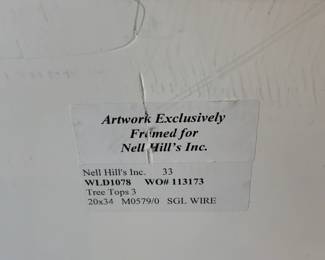 Artwork Exclusively
Framed for
Nell Hill's Inc.
Nell Hill's Inc. 33
WLD1078 WO# 113173
Tree Tops 3
20x34 M0579/0 SGL WIRE